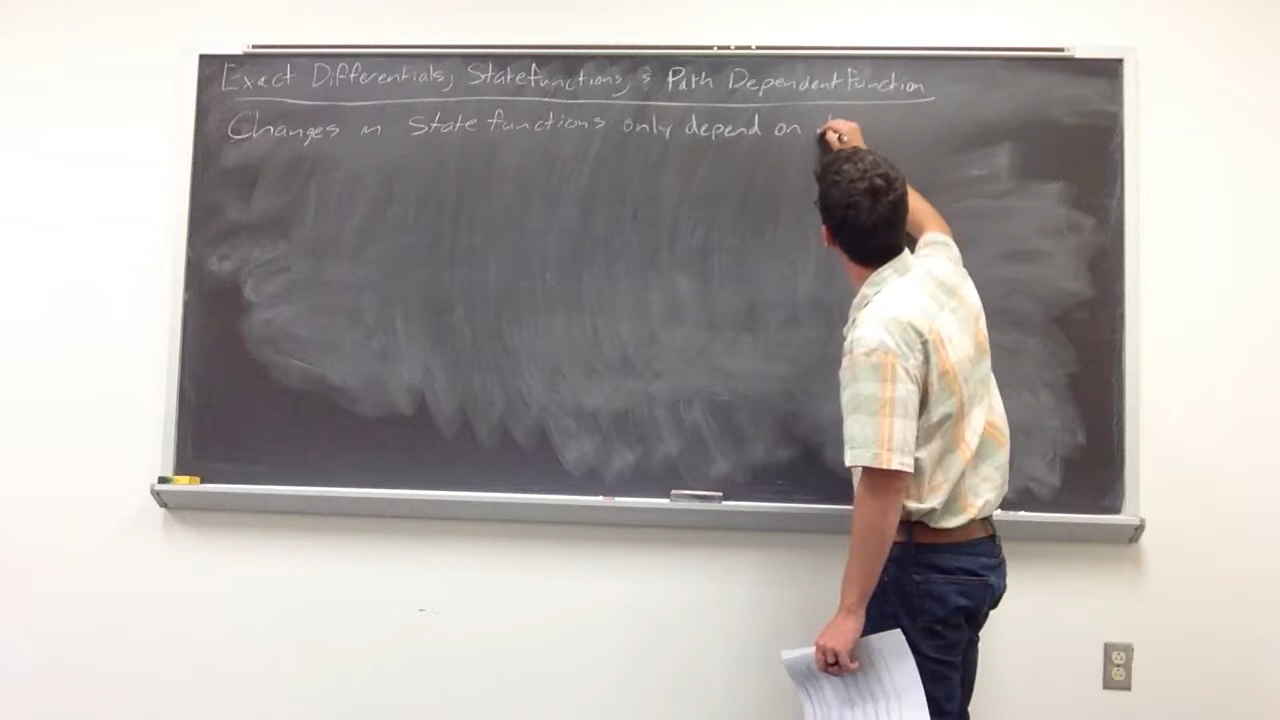 Exact Differentials, Statefunctions, & Path Dependent Function
Changes in State functions only depend on